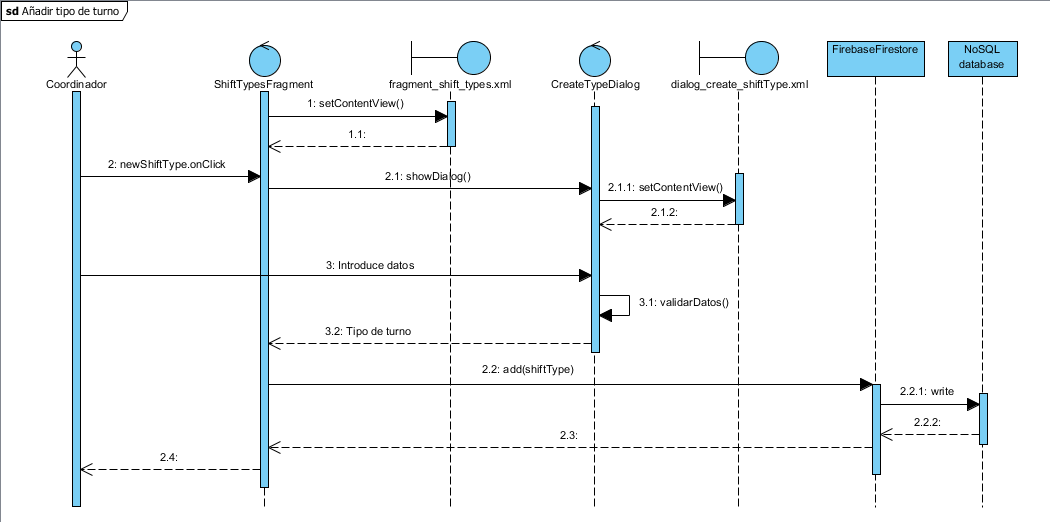 sd Añadir tipo de turno
Coordinador
ShiftTypesFragment
fragment_shift_types.xml
CreateTypeDialog
dialog_create_shiftType.xml
FirebaseFirestore
NoSQL
database
1: setContentView()
1.1:
2: newShiftType.onClick
2.1: showDialog()
2.1.1: setContentView()
2.1.2:
3: Introduce datos
3.1: validarDatos()
3.2: Tipo de turno
2.2: add(shiftType)
2.2.1: write
2.2.2:
2.3:
2.4: